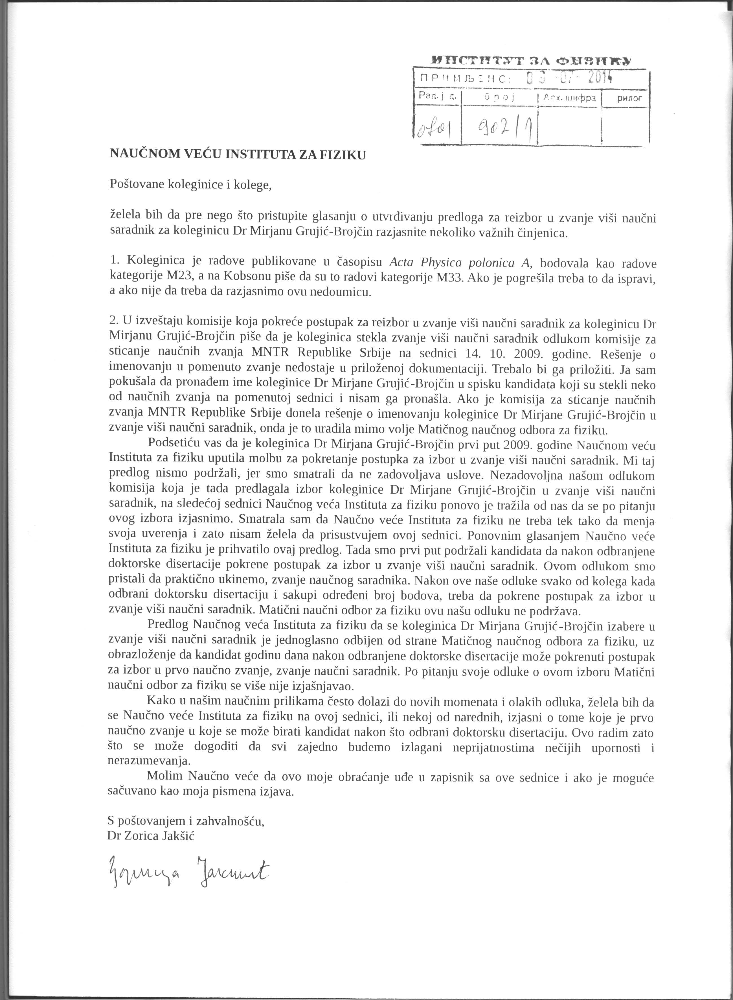 ИНСТИТУТ ЗА ФИЗИКУ
ПРИМЉЕНО: -07- 2014
Рад. јед. број Арх. шифра рилог
0801 902/1
NAUČNOM VEĆU INSTITUTA ZA FIZIKU
Poštovane koleginice i kolege,
želela bih da pre nego što pristupite glasanju o utvrđivanju predloga za reizbor u zvanje viši naučni
saradnik za koleginicu Dr Mirjanu Grujić-Brojčin razjasnite nekoliko važnih činjenica.
1. Koleginica je radove publikovane u časopisu Acta Physica polonica A, bodovala kao radove
kategorije M23, a na Kobsonu piše da su to radovi kategorije M33. Ako je pogrešila treba to da ispravi,
a ako nije da treba da razjasnimo ovu nedoumicu.
2. U izveštaju komisije koja pokreće postupak za reizbor u zvanje viši naučni saradnik za koleginicu Dr
Mirjanu Grujić-Brojčin piše da je koleginica stekla zvanje viši naučni saradnik odlukom komisije za
sticanje naučnih zvanja MNTR Republike Srbije na sednici 14. 10. 2009. godine. Rešenje o
imenovanju u pomenuto zvanje nedostaje u priloženoj dokumentaciji. Trebalo bi ga priložiti. Ja sam
pokušala da pronađem ime koleginice Dr Mirjane Grujić-Brojčin u spisku kandidata koji su stekli neko
od naučnih zvanja na pomenutoj sednici i nisam ga pronašla. Ako je komisija za sticanje naučnih
zvanja MNTR Republike Srbije donela rešenje o imenovanju koleginice Dr Mirjane Grujić-Brojčin u
zvanje viši naučni saradnik, onda je to uradila mimo volje Matičnog naučnog odbora za fiziku.
Podsetiću vas da je koleginica Dr Mirjana Grujić-Brojčin prvi put 2009. godine Naučnom veću
Instituta za fiziku uputila molbu za pokretanje postupka za izbor u zvanje viši naučni saradnik. Mi taj
predlog nismo podržali, jer smo smatrali da ne zadovoljava uslove. Nezadovoljna našom odlukom
komisija koja je tada predlagala izbor koleginice Dr Mirjane Grujić-Brojčin u zvanje viši naučni
saradnik, na sledećoj sednici Naučnog veća Instituta za fiziku ponovo je tražila od nas da se po pitanju
ovog izbora izjasnimo. Smatrala sam da Naučno veće Instituta za fiziku ne treba tek tako da menja
svoja uverenja i zato nisam želela da prisustvujem ovoj sednici. Ponovnim glasanjem Naučno veće
Instituta za fiziku je prihvatilo ovaj predlog. Tada smo prvi put podržali kandidata da nakon odbranjene
doktorske disertacije pokrene postupak za izbor u zvanje viši naučni saradnik. Ovom odlukom smo
pristali da praktično ukinemo, zvanje naučnog saradnika. Nakon ove naše odluke svako od kolega kada
odbrani doktorsku disertaciju i sakupi određeni broj bodova, treba da pokrene postupak za izbor u
zvanje viši naučni saradnik. Matični naučni odbor za fiziku ovu našu odluku ne podržava.
Predlog Naučnog veća Instituta za fiziku da se koleginica Dr Mirjana Grujić-Brojčin izabere u
zvanje viši naučni saradnik je jednoglasno odbijen od strane Matičnog naučnog odbora za fiziku, uz
obrazloženje da kandidat godinu dana nakon odbranjene doktorske disertacije može pokrenuti postupak
za izbor u prvo naučno zvanje, zvanje naučni saradnik. Po pitanju svoje odluke o ovom izboru Matični
naučni odbor za fiziku se više nije izjašnjavao.
Kako u našim naučnim prilikama često dolazi do novih momenata i olakih odluka, želela bih da
se Naučno veće Instituta za fiziku na ovoj sednici, ili nekoj od narednih, izjasni o tome koje je prvo
naučno zvanje u koje se može birati kandidat nakon što odbrani doktorsku disertaciju. Ovo radim zato
što se može dogoditi da svi zajedno budemo izlagani neprijatnostima nečijih upornosti i
nerazumevanja.
Molim Naučno veće da ovo moje obraćanje uđe u zapisnik sa ove sednice i ako je moguće
sačuvano kao moja pismena izjava.
S poštovanjem i zahvalnošću,
Dr Zorica Jakšić
Зорица Јакшић